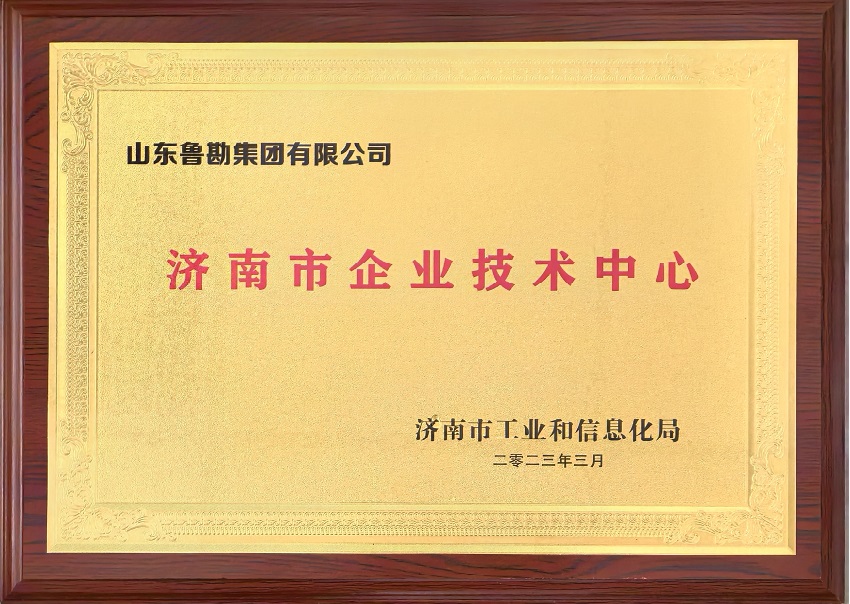 山东鲁勘集团有限公司
济南市企业技术中心
济南市工业和信息化局
二零二三年三月